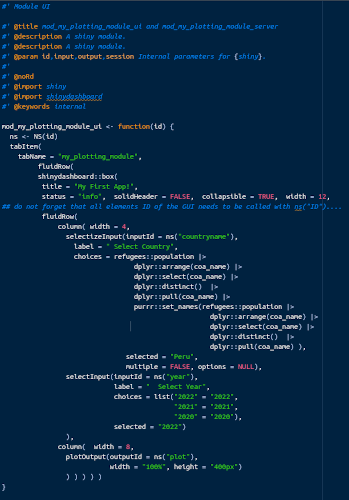 #' Module UI
#' @title mod_my_plotting_module_ui and mod_my_plotting_module_server
#' @description A shiny module.
#' @description A shiny module.
#' @param id,input,output,session Internal parameters for {shiny}.
#'
#' @noRd
#' @import shiny
#' @import shinydashboard
#' @keywords internal
mod_my_plotting_module_ui <- function(id) {
ns <- NS(id)
tabItem(
tabName = "my_plotting_module",
fluidRow(
shinydashboard::box(
title = "My First App!",
status = "info", solidHeader = FALSE, collapsible = TRUE, width = 12,
## do not forget that all elements ID of the GUI needs to be called with ns("ID")....
fluidRow(
column( width = 4,
selectizeInput(inputId = ns("countryname"),
label = " Select Country",
choices = refugees::population |>
dplyr::arrange(coa_name) |>
dplyr::select(coa_name) |>
dplyr::distinct() |>
dplyr::pull(coa_name) |>
purrr::set_names(refugees::population |>
dplyr::arrange(coa_name) |>
dplyr::select(coa_name) |>
dplyr::distinct() |>
dplyr::pull(coa_name) ),
selected = "Peru",
multiple = FALSE, options = NULL),
selectInput(inputId = ns("year"),
label = " Select Year",
choices = list("2022" = "2022",
"2021" = "2021",
"2020" = "2020"),
selected = "2022")
),
column( width = 8,
plotOutput(outputId = ns("plot"),
width = "100%", height = "400px")
) ) ) ) )
}